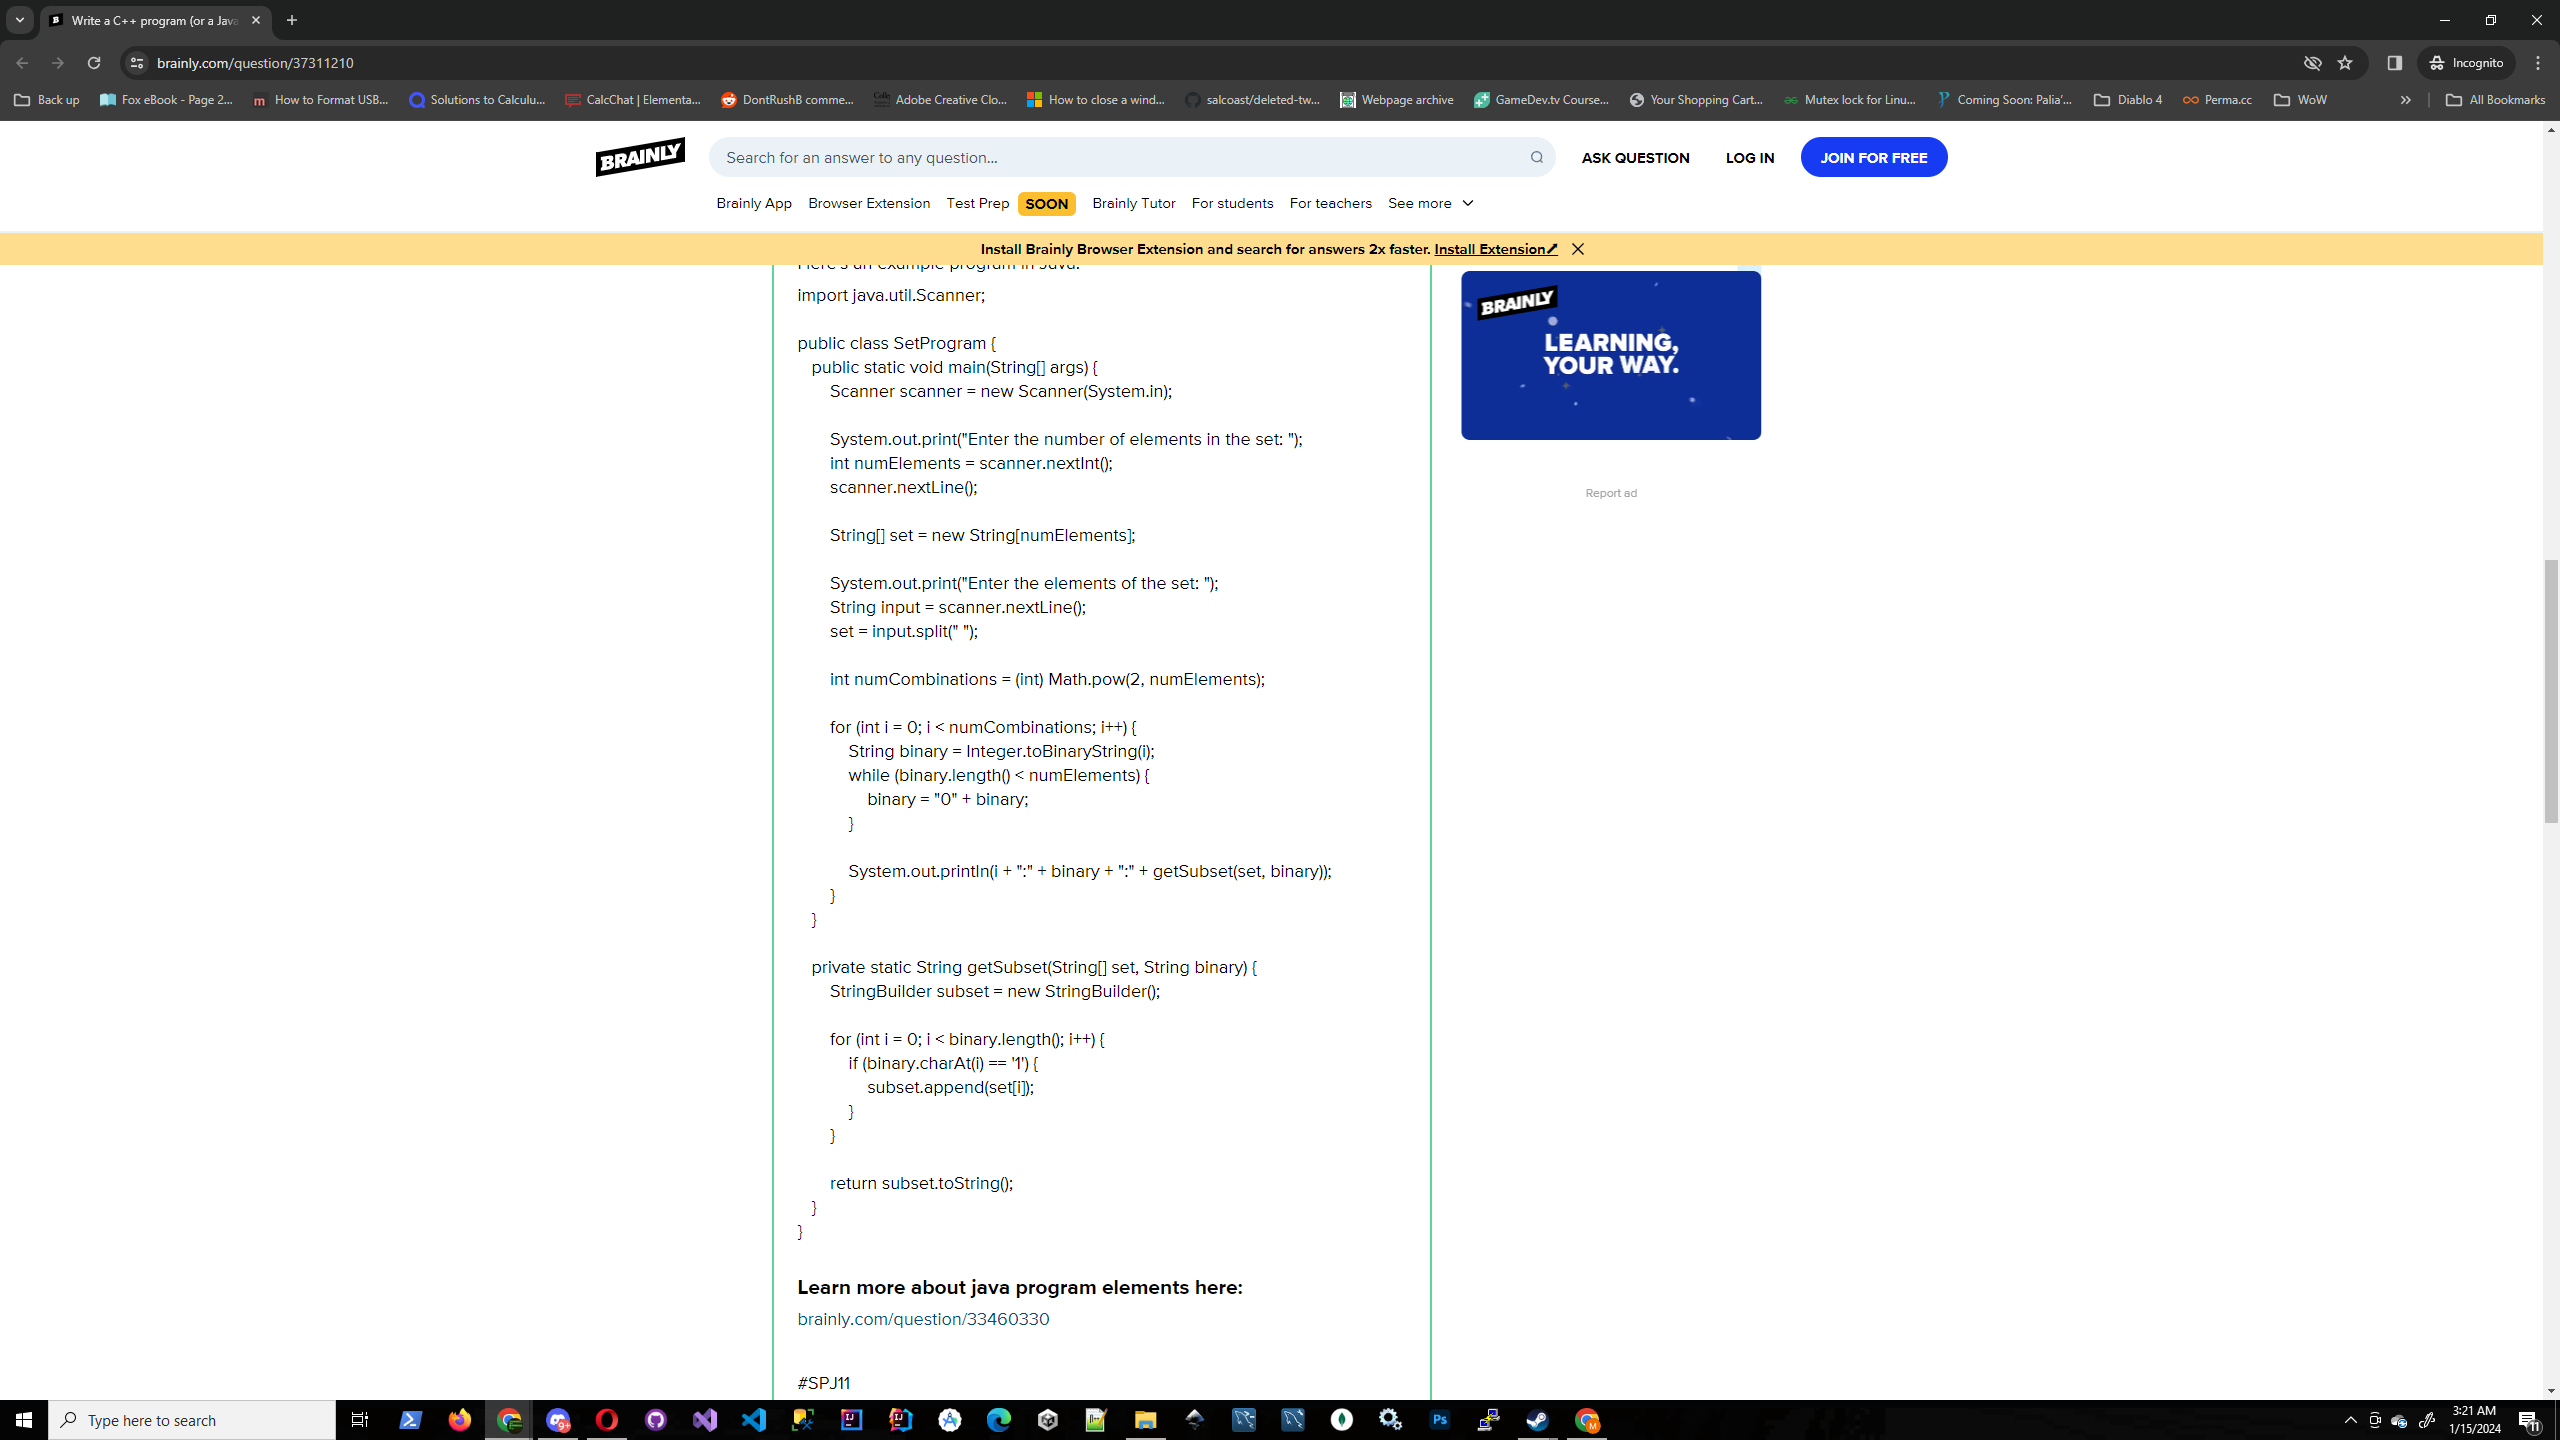 Write a C++ program (or a Java
brainly.com/question/37311210
Incognito
Back up
Fox eBook - Page 2...
How to Format USB...
Solutions to Calculu...
CalcChat | Elementa...
DontRushB comme...
Adobe Creative Clo...
How to close a wind...
salcoast/deleted-tw...
Webpage archive
GameDev.tv Course...
Your Shopping Cart...
Mutex lock for Linu...
Coming Soon: Palia'...
Diablo 4
Perma.cc
WoW
All Bookmarks
BRAINLY
Search for an answer to any question...
ASK QUESTION
LOG IN
JOIN FOR FREE
Brainly App
Browser Extension
Test Prep
SOON
Brainly Tutor
For students
For teachers
See more
Install Brainly Browser Extension and search for answers 2x faster. Install Extension
Here's an example program in Java:
import java.util.Scanner;
public class SetProgram {
public static void main(String[] args) {
Scanner scanner = new Scanner(System.in);
System.out.print("Enter the number of elements in the set: ");
int numElements = scanner.nextInt();
scanner.nextLine();
String[] set = new String[numElements];
System.out.print("Enter the elements of the set: ");
String input = scanner.nextLine();
set = input.split(" ");
int numCombinations = (int) Math.pow(2, numElements);
for (int i = 0; i < numCombinations; i++) {
String binary = Integer.toBinaryString(i);
while (binary.length() < numElements) {
binary = "0" + binary;
}
System.out.println(i + ":" + binary + ":" + getSubset(set, binary));
}
}
private static String getSubset(String[] set, String binary) {
StringBuilder subset = new StringBuilder();
for (int i = 0; i < binary.length(); i++) {
if (binary.charAt(i) == '1') {
subset.append(set[i]);
}
}
return subset.toString();
}
}
Learn more about java program elements here:
brainly.com/question/33460330
#SPJ11
BRAINLY
LEARNING,
YOUR WAY.
Report ad
Type here to search
9+
Ps
3:21 AM
1/15/2024
11